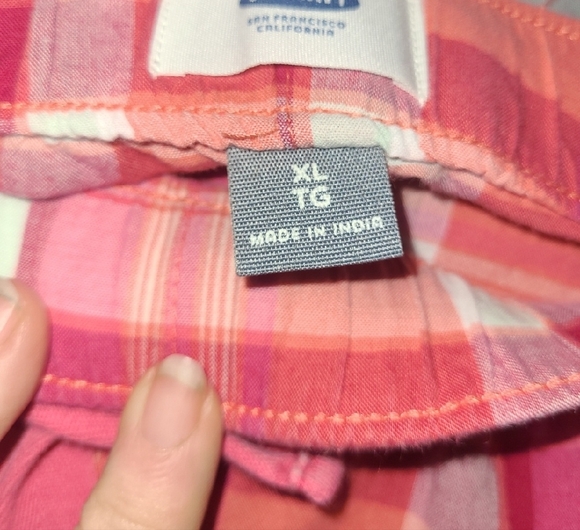 SAN FRANCISCO
CALIFORNIA
XL
TG
MADE IN INDIA